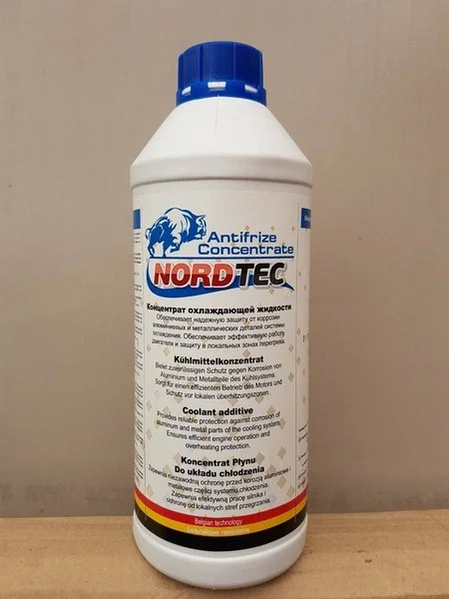 Antifrize
Concentrate
NORDTEC
Концентрат охлаждающей жидкости
Обеспечивает надежную защиту от коррозии
алюминиевых и металлических деталей системы
охлаждения. Обеспечивает эффективную работу
двигателя и защиту в локальных зонах перегрева.
Kühlmittelkonzentrat
Bietet zuverlässigen Schutz gegen Korrosion von
Aluminium und Metallteile des Kühlsystems.
Sorgt für einen effizienten Betrieb des Motors und
Schutz vor lokalen überhitzungszonen.
Coolant additive
Provides reliable protection against corrosion of
aluminum and metal parts of the cooling system.
Ensures efficient engine operation and
overheating protection.
Koncentrat Płynu
Do układu chłodzenia
Zapewnia niezawodną ochronę przed korozją aluminiowe i
metalowe części systemu chłodzenia.
Zapewnia efektywną pracę silnika i
ochronę od lokalnych stref przegrzania.
Belgian technology